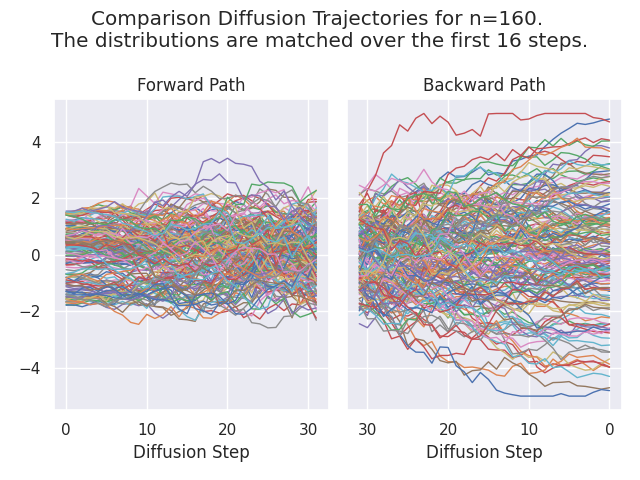 Comparison Diffusion Trajectories for n=160.
The distributions are matched over the first 16 steps.
Forward Path
Backward Path
4
2
0
−2
−4
0 10 20 30
30 20 10 0
Diffusion Step
Diffusion Step